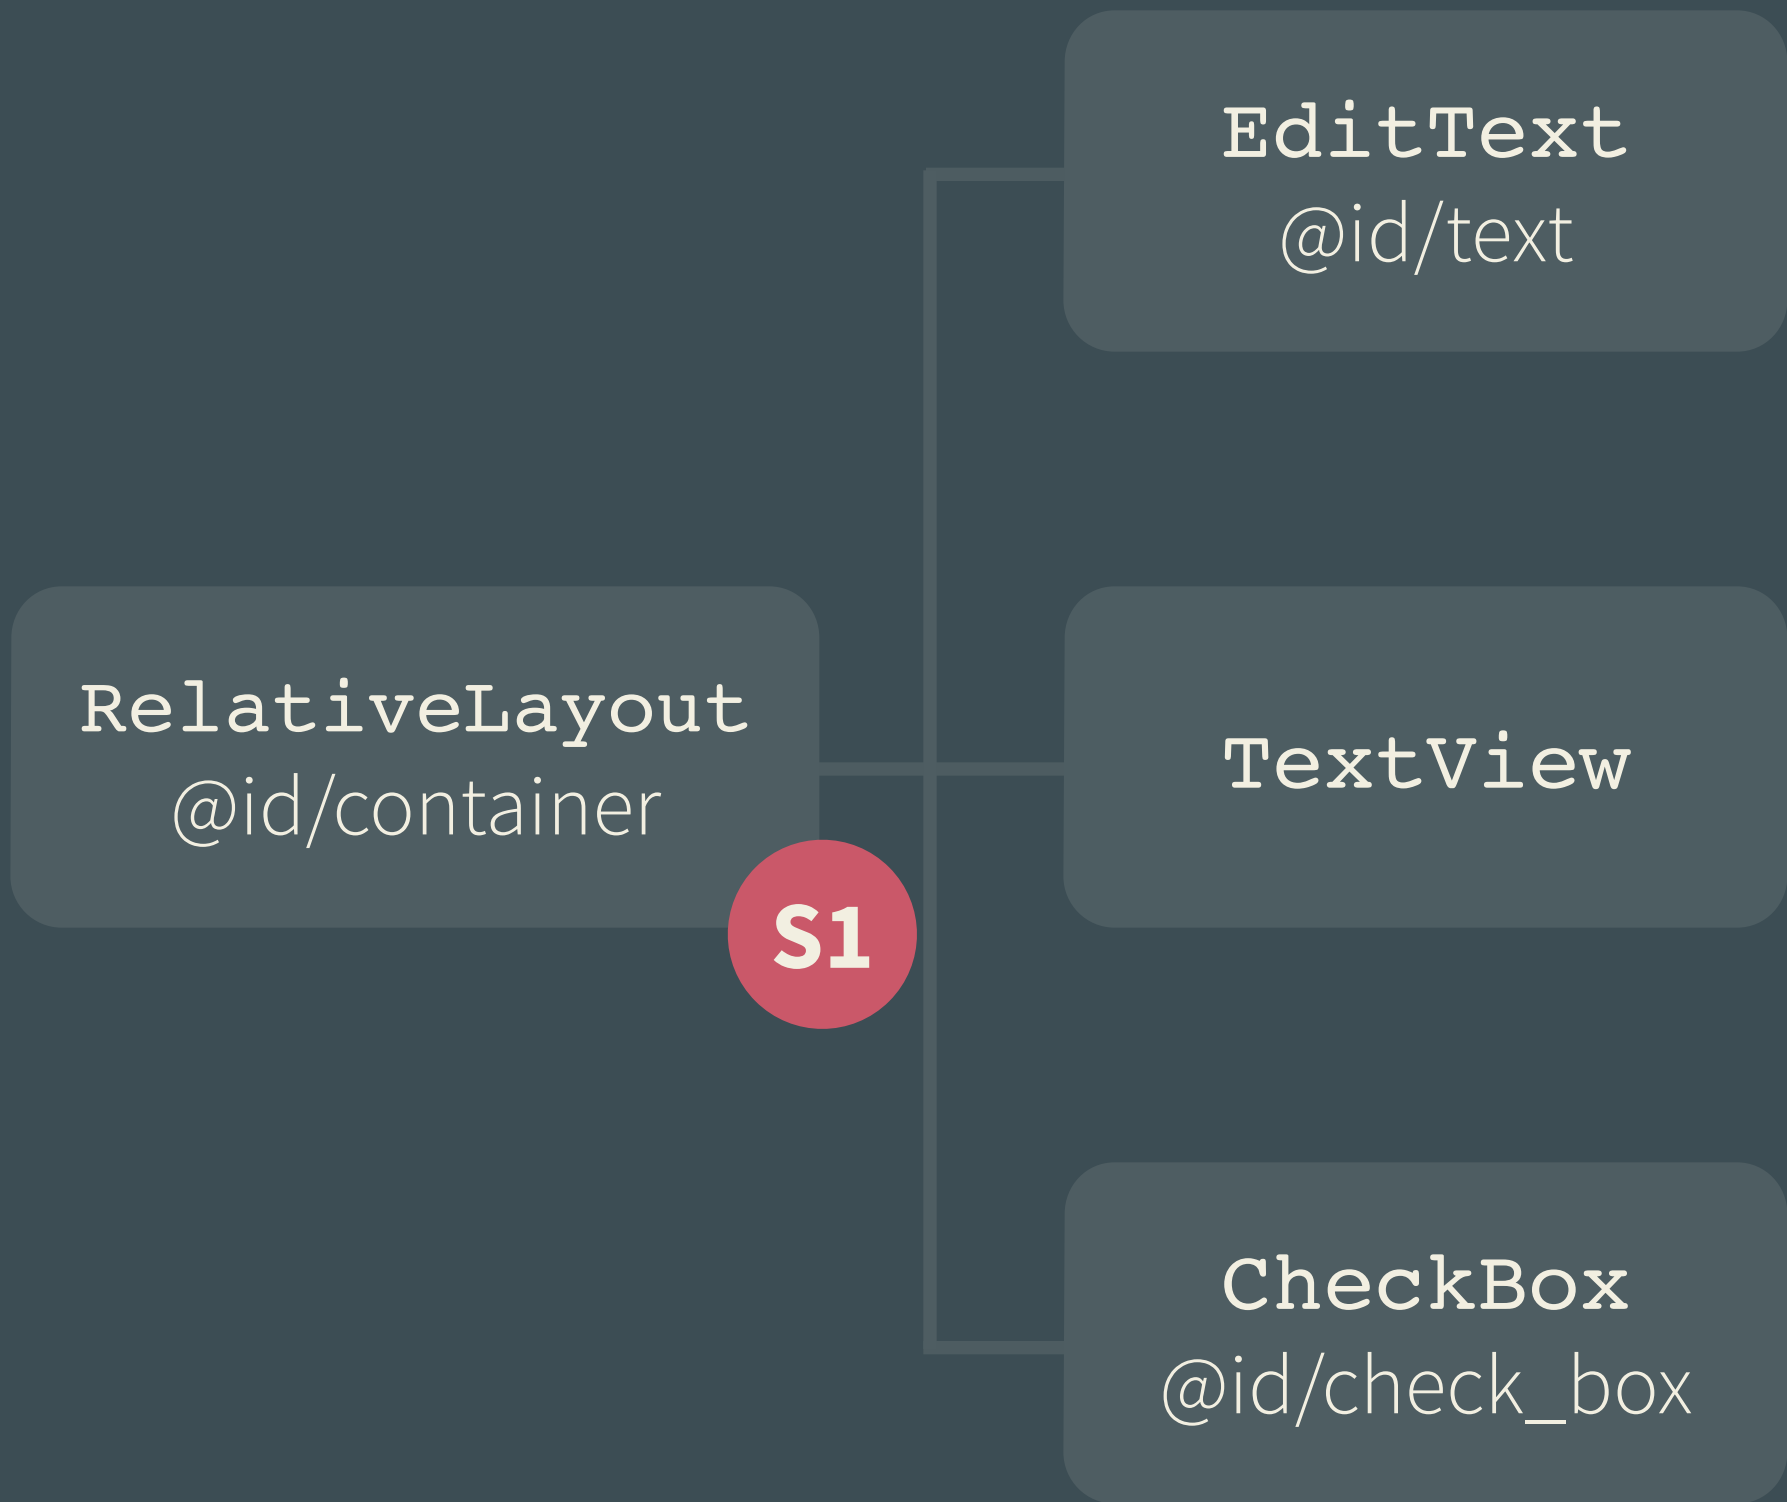 EditText
@id/text
RelativeLayout
@id/container
TextView
S1
CheckBox
@id/check_box